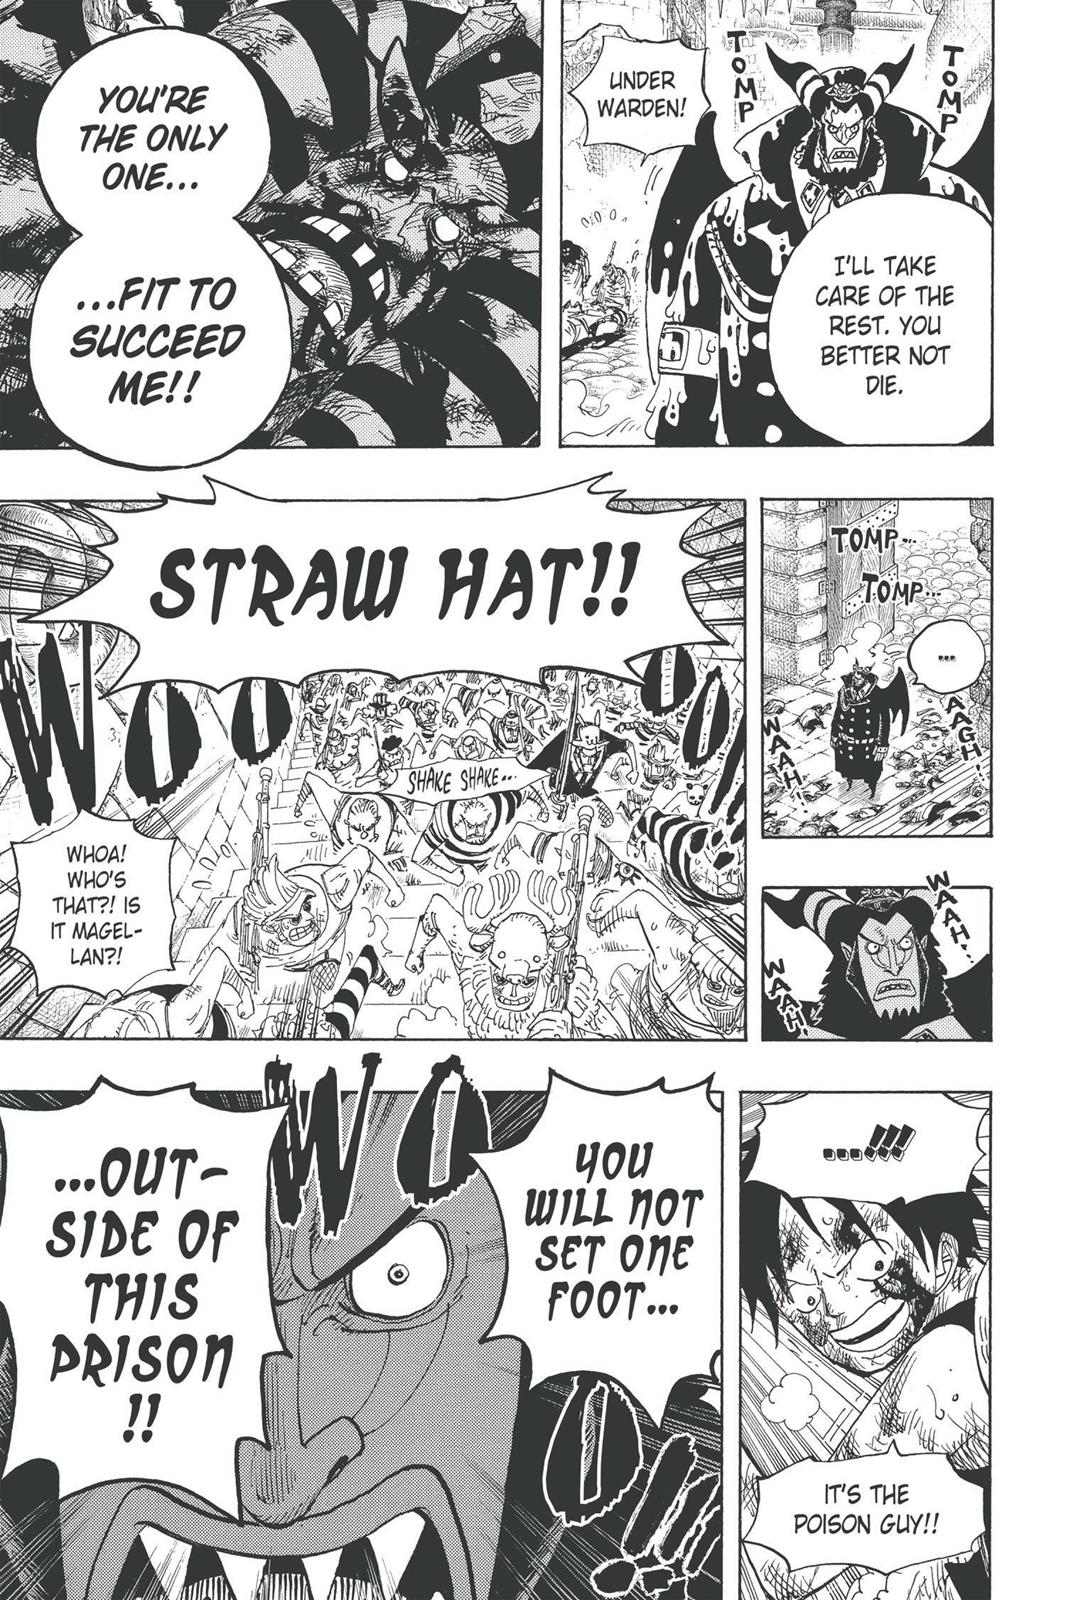 UNDER
WARDEN!
TOMP
TOMP
I'LL TAKE
CARE OF THE
REST. YOU
BETTER NOT
DIE.
YOU'RE
THE ONLY
ONE...
...FIT TO
SUCCEED
ME!!
TOMP...
TOMP...
...
AAGH!
WAAH!
WAAH!
WAAH!
STRAW HAT!!
WOOOO!!
SHAKE SHAKE...
WHOA!
WHO'S
THAT?! IS
IT MAGEL-
LAN?!
...!!!
IT'S THE
POISON GUY!!
YOU
WILL NOT
SET ONE
FOOT...
WOOO!!!
...OUT-
SIDE OF
THIS
PRISON
!!